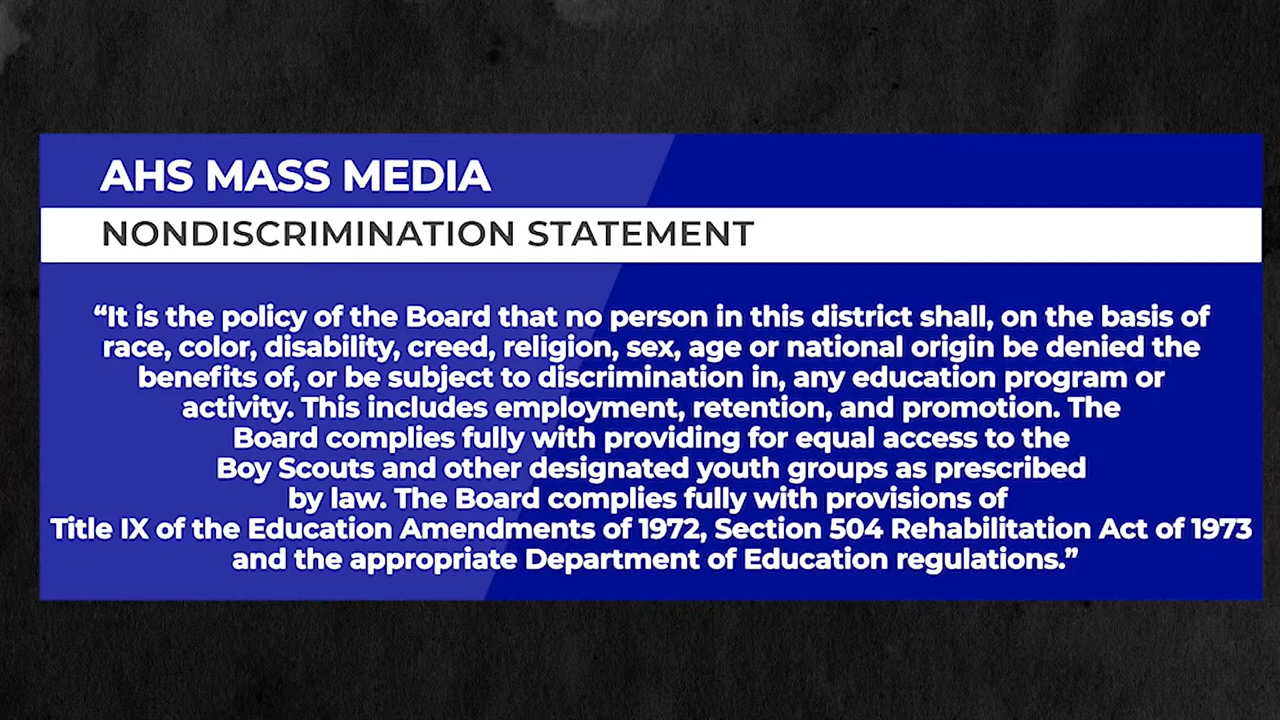 AHS MASS MEDIA
NONDISCRIMINATION STATEMENT
“It is the policy of the Board that no person in this district shall, on the basis of
race, color, disability, creed, religion, sex, age or national origin be denied the
benefits of, or be subject to discrimination in, any education program or
activity. This includes employment, retention, and promotion. The
Board complies fully with providing for equal access to the
Boy Scouts and other designated youth groups as prescribed
by law. The Board complies fully with provisions of
Title IX of the Education Amendments of 1972, Section 504 Rehabilitation Act of 1973
and the appropriate Department of Education regulations.”